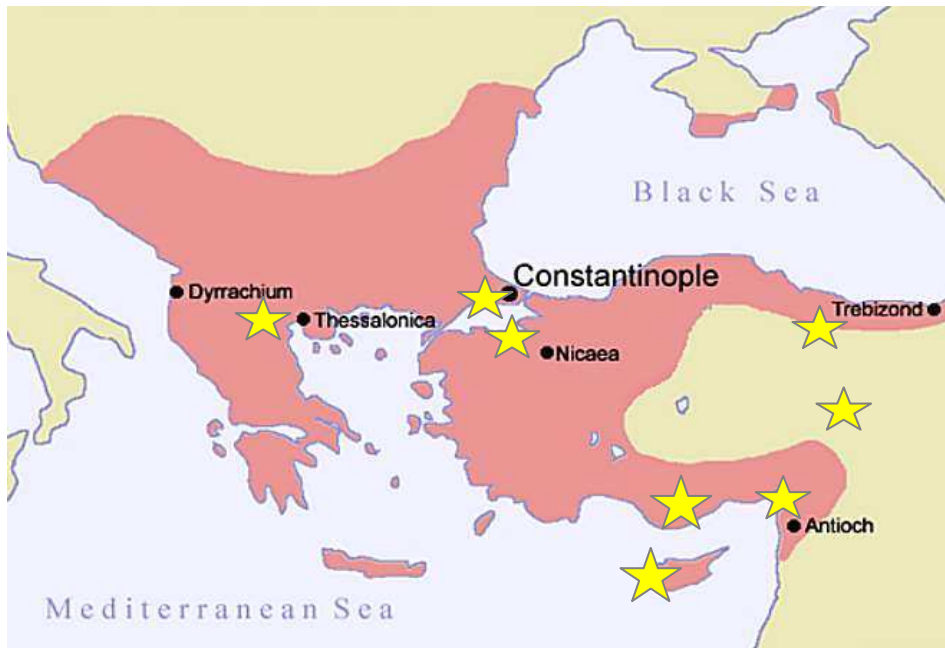 Black Sea
Constantinople
Dyrrachium
Trebizond
Thessalonica
Nicaea
Antioch
Mediterranean Sea